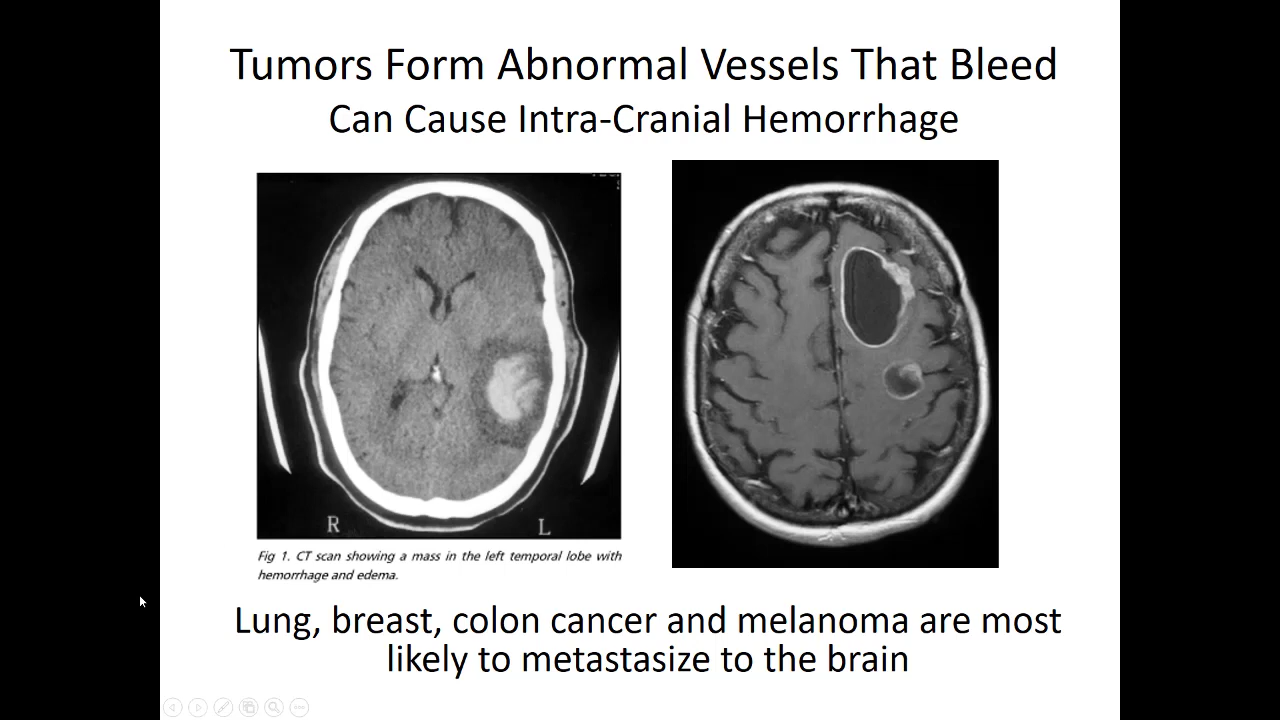 Tumors Form Abnormal Vessels That Bleed
Can Cause Intra-Cranial Hemorrhage
R
L
Fig 1. CT scan showing a mass in the left temporal lobe with
hemorrhage and edema.
Lung, breast, colon cancer and melanoma are most
likely to metastasize to the brain